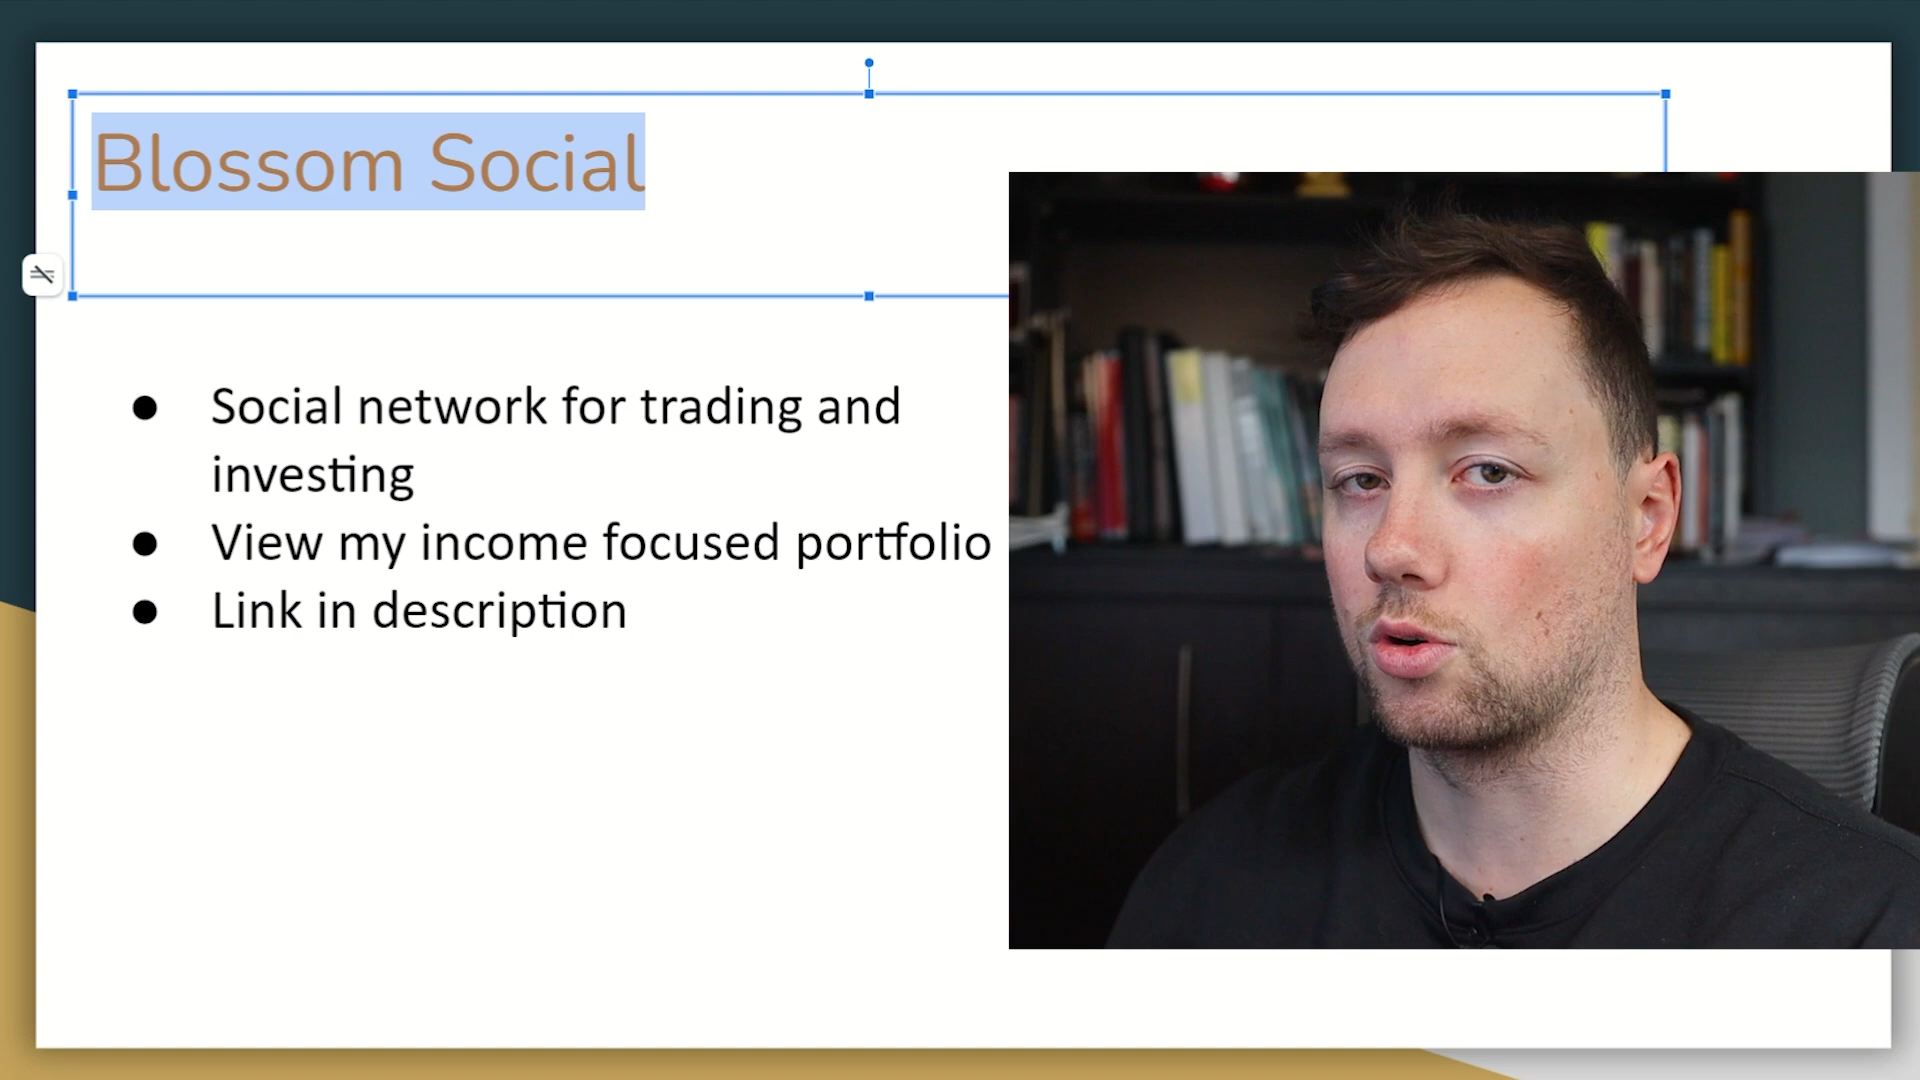 Blossom Social
Social network for trading and
investing
View my income focused portfolio
Link in description